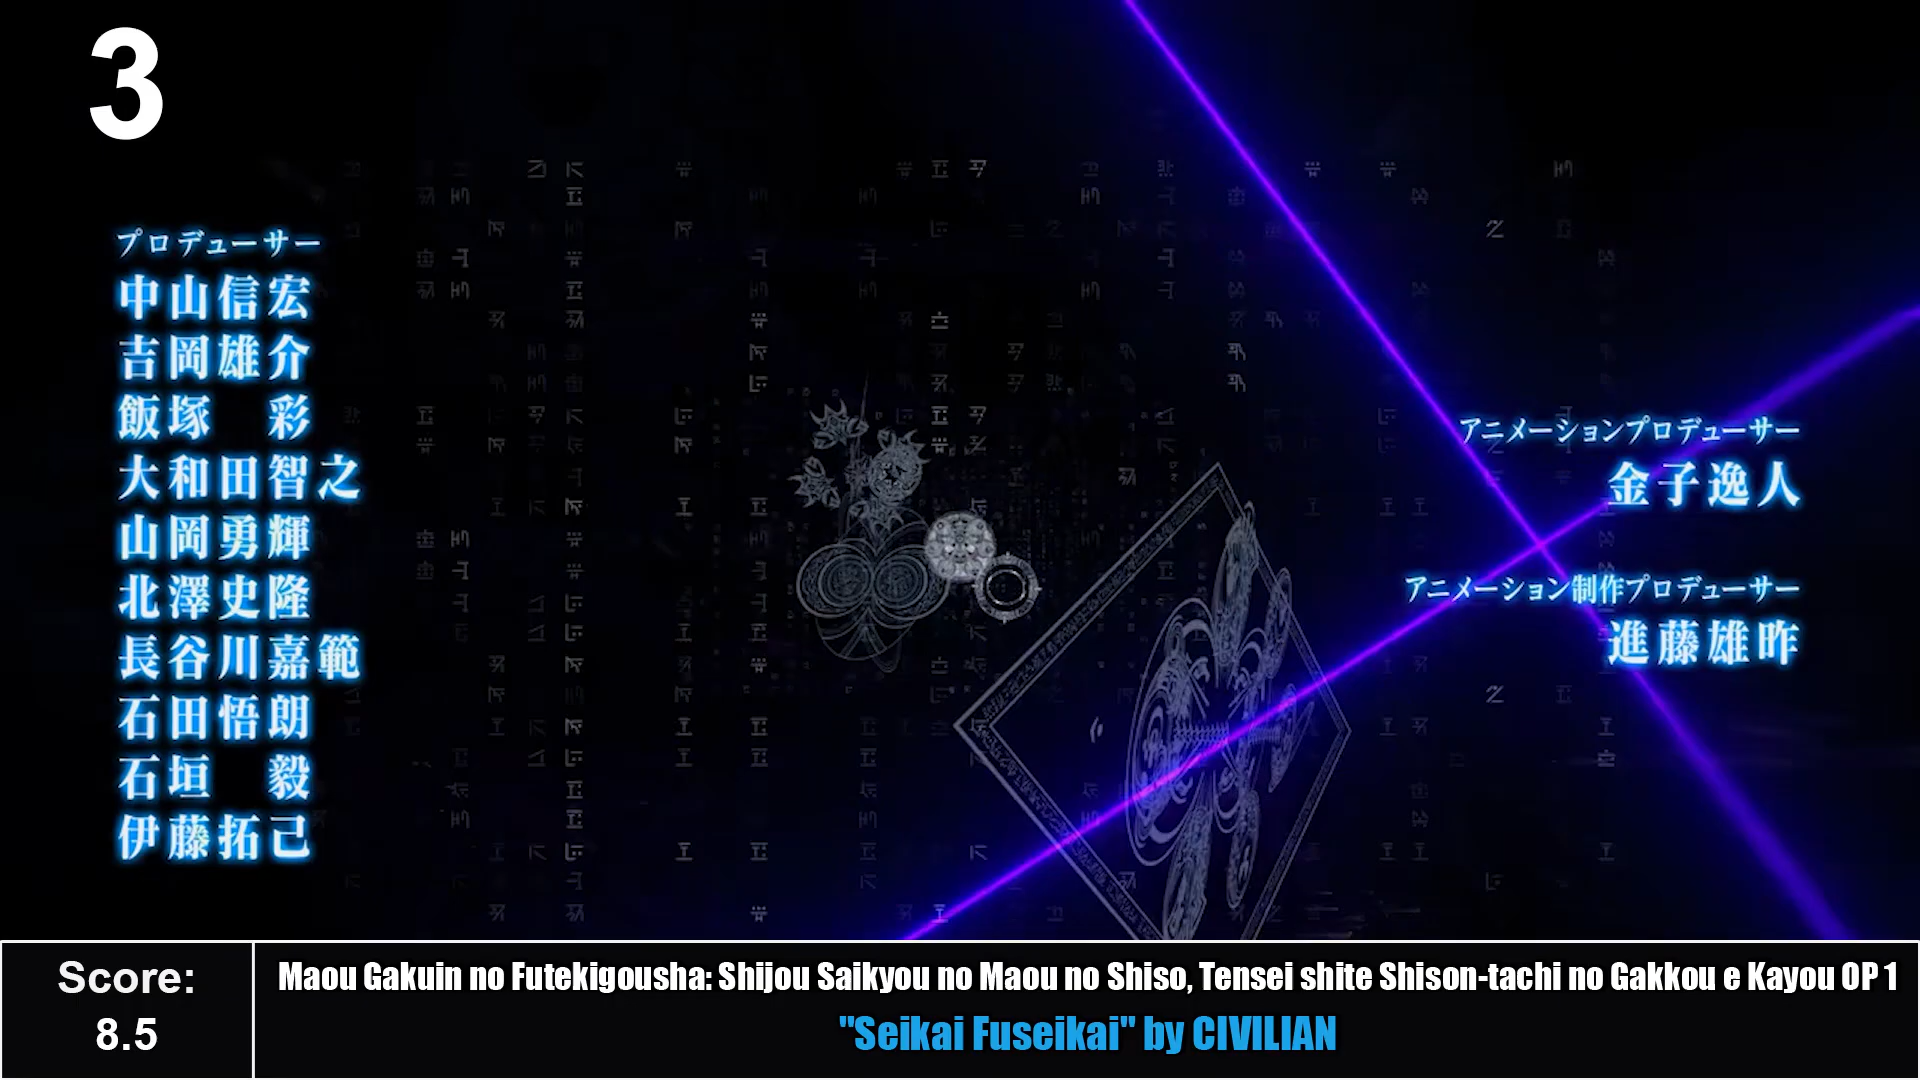 3
プロデューサー
中山信宏
吉岡雄介
飯塚　彩
大和田智之
山岡勇輝
北澤史隆
長谷川嘉範
石田悟朗
石垣　毅
伊藤拓己
アニメーションプロデューサー
金子逸人
アニメーション制作プロデューサー
進藤雄昨
Score:
8.5
Maou Gakuin no Futekigousha: Shijou Saikyou no Maou no Shiso, Tensei shite Shison-tachi no Gakkou e Kayou OP 1
"Seikai Fuseikai" by CIVILIAN